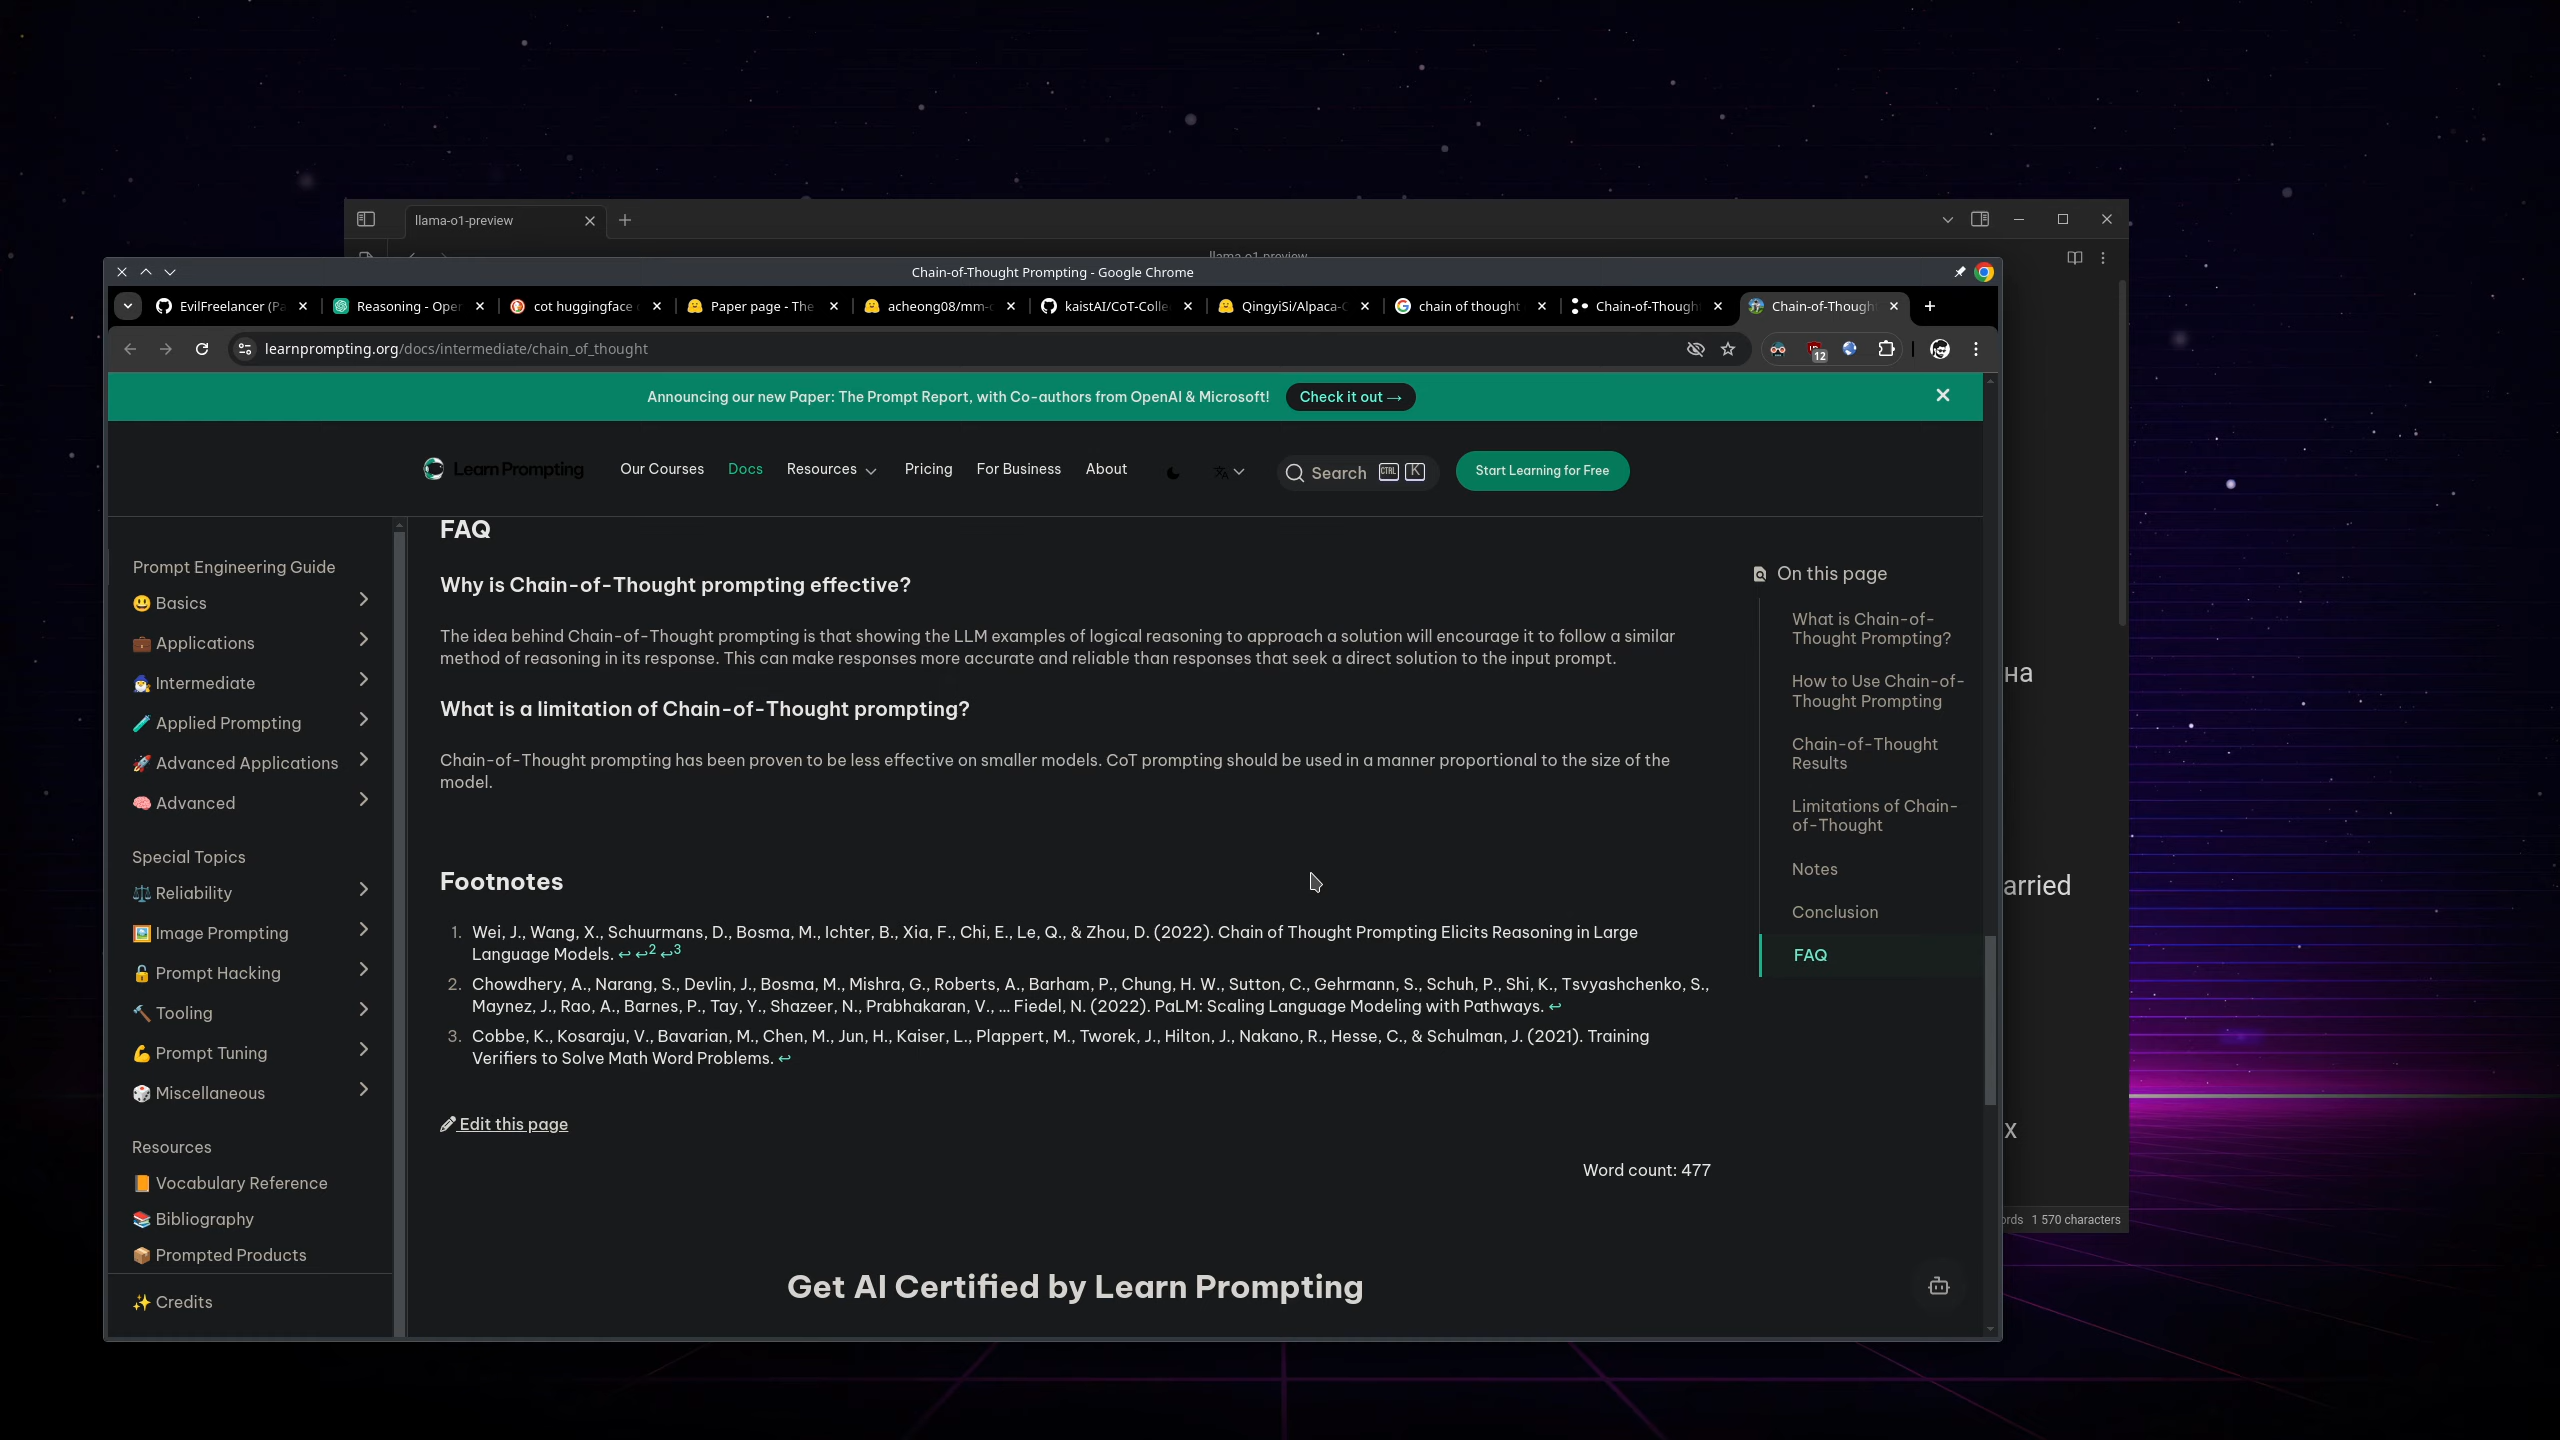 llama-o1-preview
Chain-of-Thought Prompting - Google Chrome
EvilFreelancer (Pa
Reasoning - Oper
cot huggingface
Paper page - The
acheong08/mm-c
kaistAI/CoT-Colle
QingyiSi/Alpaca-C
chain of thought
Chain-of-Thought
Chain-of-Though
learnprompting.org/docs/intermediate/chain_of_thought
12
Announcing our new Paper: The Prompt Report, with Co-authors from OpenAI & Microsoft!
Check it out →
Learn Prompting
Our Courses
Docs
Resources
Pricing
For Business
About
Search
CTRL
K
Start Learning for Free
Prompt Engineering Guide
Basics
Applications
Intermediate
Applied Prompting
Advanced Applications
Advanced
Special Topics
Reliability
Image Prompting
Prompt Hacking
Tooling
Prompt Tuning
Miscellaneous
Resources
Vocabulary Reference
Bibliography
Prompted Products
Credits
FAQ
Why is Chain-of-Thought prompting effective?
The idea behind Chain-of-Thought prompting is that showing the LLM examples of logical reasoning to approach a solution will encourage it to follow a similar
method of reasoning in its response. This can make responses more accurate and reliable than responses that seek a direct solution to the input prompt.
What is a limitation of Chain-of-Thought prompting?
Chain-of-Thought prompting has been proven to be less effective on smaller models. CoT prompting should be used in a manner proportional to the size of the
model.
Footnotes
1. Wei, J., Wang, X., Schuurmans, D., Bosma, M., Ichter, B., Xia, F., Chi, E., Le, Q., & Zhou, D. (2022). Chain of Thought Prompting Elicits Reasoning in Large
Language Models. ↩ ↩2 ↩3
2. Chowdhery, A., Narang, S., Devlin, J., Bosma, M., Mishra, G., Roberts, A., Barham, P., Chung, H. W., Sutton, C., Gehrmann, S., Schuh, P., Shi, K., Tsvyashchenko, S.,
Maynez, J., Rao, A., Barnes, P., Tay, Y., Shazeer, N., Prabhakaran, V., … Fiedel, N. (2022). PaLM: Scaling Language Modeling with Pathways. ↩
3. Cobbe, K., Kosaraju, V., Bavarian, M., Chen, M., Jun, H., Kaiser, L., Plappert, M., Tworek, J., Hilton, J., Nakano, R., Hesse, C., & Schulman, J. (2021). Training
Verifiers to Solve Math Word Problems. ↩
Edit this page
Word count: 477
Get AI Certified by Learn Prompting
On this page
What is Chain-of-
Thought Prompting?
How to Use Chain-of-
Thought Prompting
Chain-of-Thought
Results
Limitations of Chain-
of-Thought
Notes
Conclusion
FAQ
на
arried
х
ords 1 570 characters